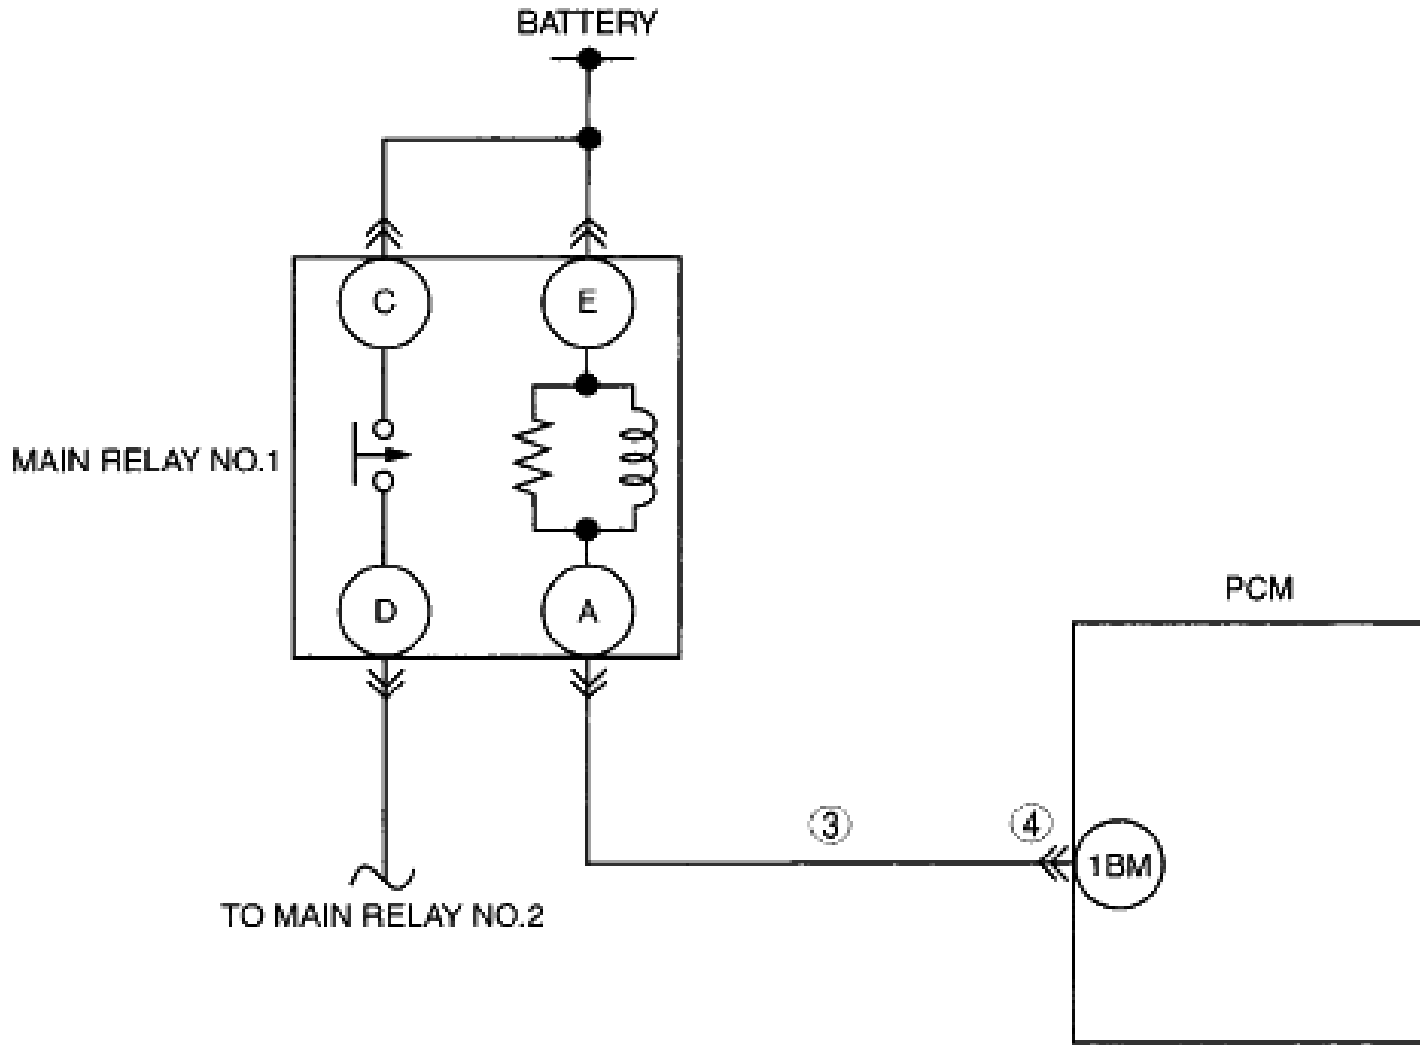 BATTERY
C
E
MAIN RELAY NO.1
D
A
PCM
3
4
1BM
TO MAIN RELAY NO.2